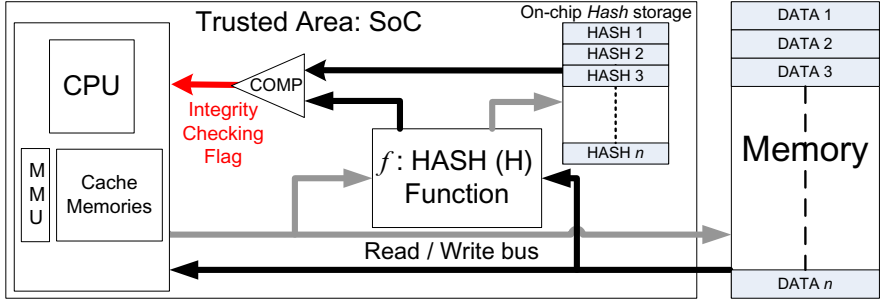 Trusted Area: SoC
On-chip Hash storage
CPU
COMP
Integrity
Checking
Flag
HASH 1
HASH 2
HASH 3
HASH n
f : HASH (H)
Function
M
M
U
Cache
Memories
Read / Write bus
DATA 1
DATA 2
DATA 3
Memory
DATA n